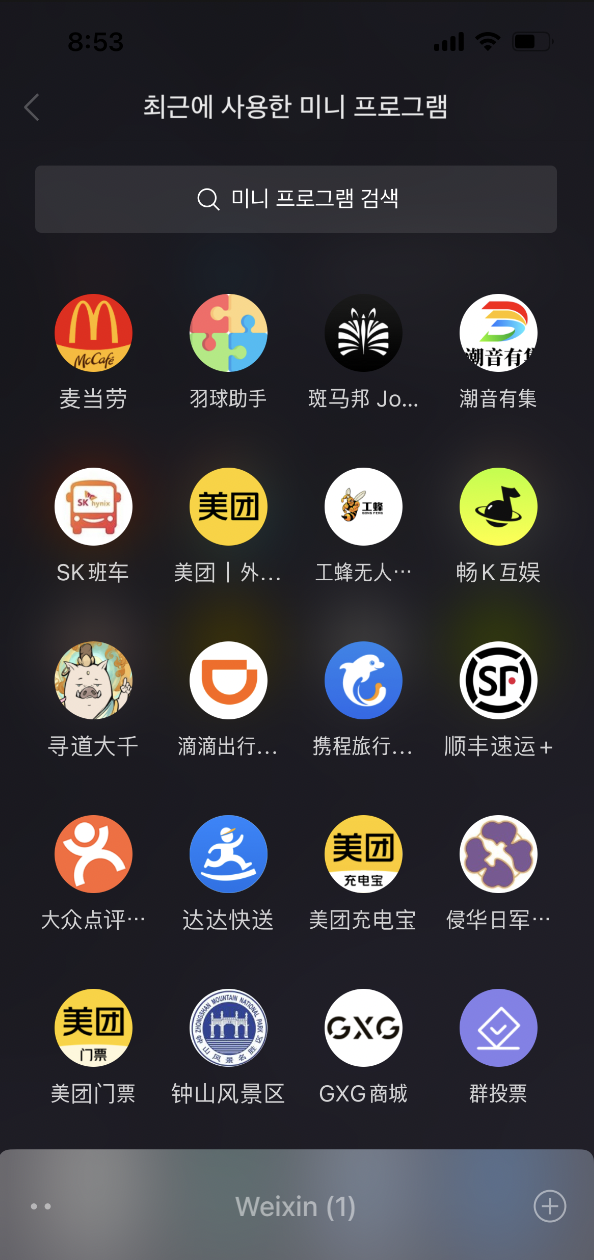 8:53
최근에 사용한 미니 프로그램
미니 프로그램 검색
McCafé
潮音有集
麦当劳
羽球助手
斑马邦 Jo...
潮音有集
SK hynix
美团
工蜂
畅K互娱
SK班车
美团丨外...
工蜂无人…
寻道大千
滴滴出行...
携程旅行...
SF
顺丰速运+
美团
充电宝
大众点评…
达达快送
美团充电宝
侵华日军…
美团
门票
ZHONGSHAN MOUNTAIN NATIONAL PARK
钟山风景名胜区
GXG
美团门票
钟山风景区
GXG商城
群投票
Weixin (1)